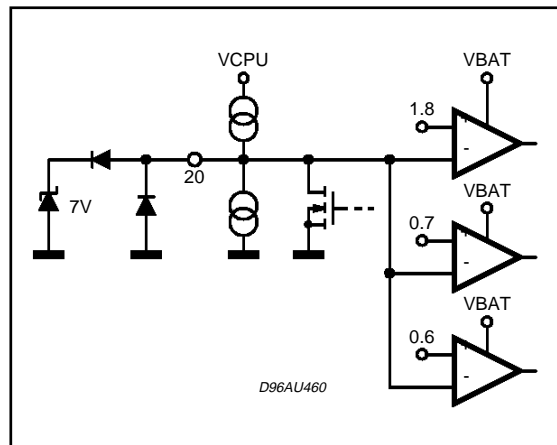 VCPU
VBAT
1.8
+
-
20
7V
VBAT
0.7
+
-
VBAT
0.6
+
-
D96AU460